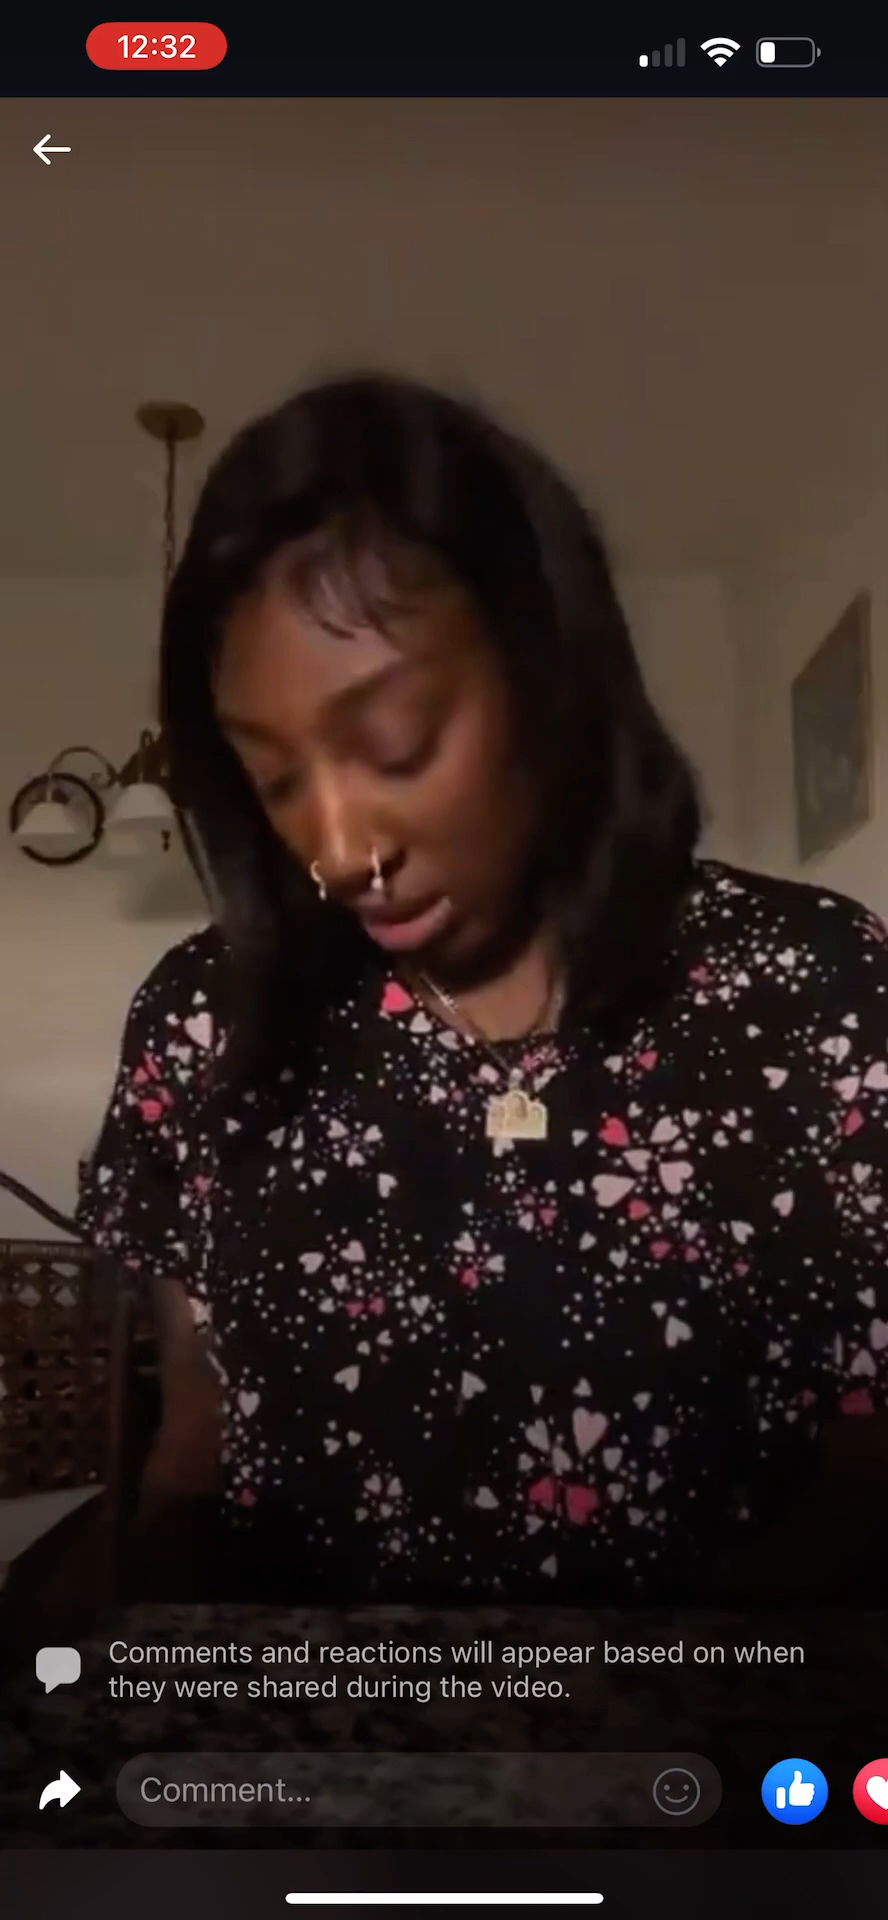 12:32
Comments and reactions will appear based on when
they were shared during the video.
Comment...